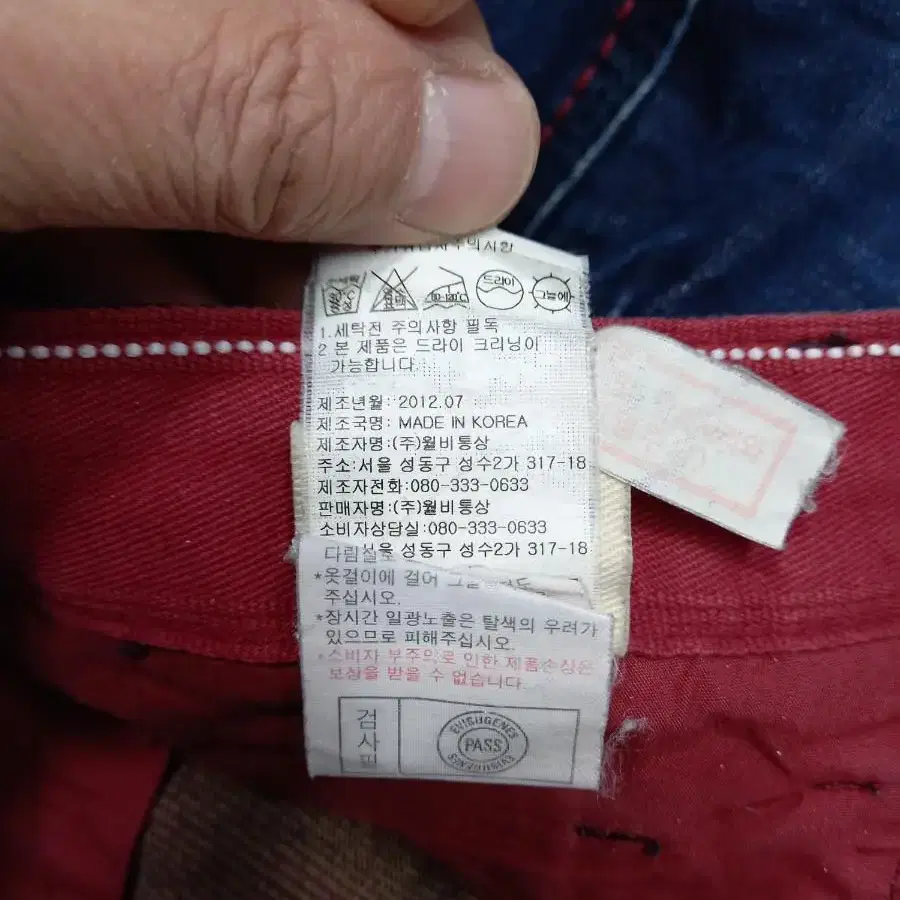 주의사항
드라이
그늘에
1.세탁전 주의사항 필독
2 본 제품은 드라이 크리닝이
가능합니다.
제조년월: 2012.07
제조국명: MADE IN KOREA
제조자명:(주)월비통상
주소:서울 성동구 성수2가 317-18
제조자전화:080-333-0633
판매자명:(주)월비통상
소비자상담실:080-333-0633
서울 성동구 성수2가 317-18
*옷걸이에 걸어
주십시오.
*장시간 일광노출은 탈색의 우려가
있으므로 피해주십시오.
*소비자 부주의로 인한 제품손상은
보상을 받을 수 없습니다.
검사필
EVISUGENES
PASS
EVISUGENES